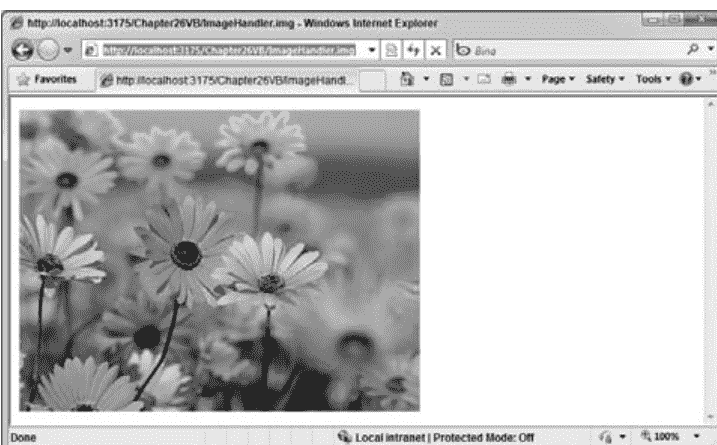 http://localhost:3175/Chapter26VB/ImageHandler.img - Windows Internet Explorer
http://localhost:3175/Chapter26VB/ImageHandler.img
Bing
Favorites
http://localhost:3175/Chapter26VB/ImageHandl...
Page
Safety
Tools
Done
Local intranet | Protected Mode: Off
100%